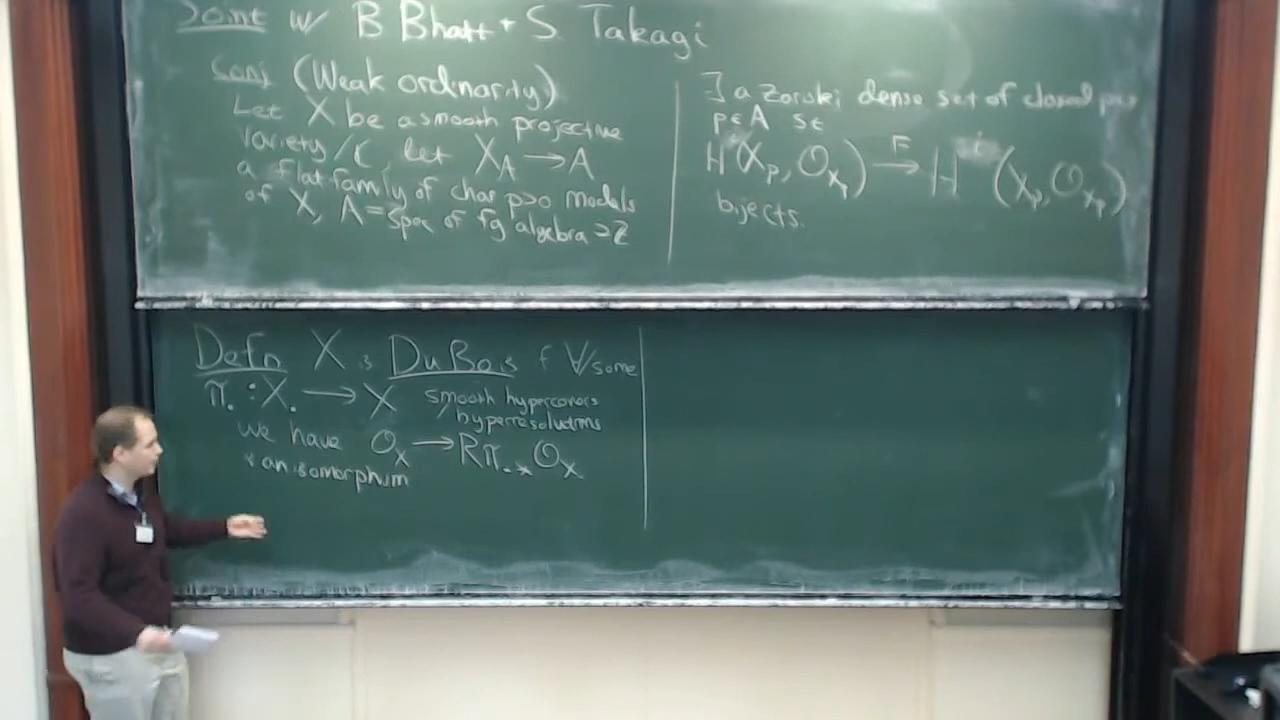 Joint w/ B Bhatt + S Takagi
Conj (Weak ordinarity)
Let X be a smooth projective
variety/C, let X_A → A
a flat family of char p>0 models
of X, A = spec of fg algebra ⊇ Z
∃ a Zariski dense set of closed pts
p ∈ A st
H^i(X_p, O_{X_p}) →^F H^i(X_p, O_{X_p})
bijects.
Defn X is DuBois if ∀/some
π. : X. → X smooth hypercovers
/hyperresolutions
we have O_X → Rπ.* O_X
is an isomorphism